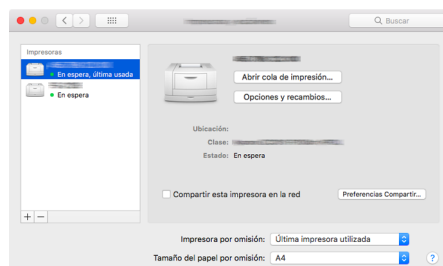 Buscar
Impresoras
En espera, última usada
En espera
Abrir cola de impresión...
Opciones y recambios...
Ubicación:
Clase:
Estado: En espera
Compartir esta impresora en la red
Preferencias Compartir...
+ −
Impresora por omisión: Última impresora utilizada
Tamaño del papel por omisión: A4
?